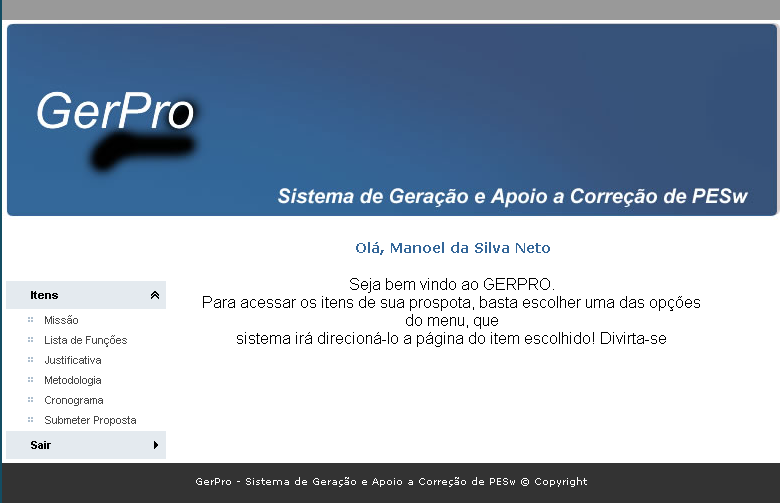 GerPro
Sistema de Geração e Apoio a Correção de PESw
Olá, Manoel da Silva Neto
Seja bem vindo ao GERPRO.
Para acessar os itens de sua prospota, basta escolher uma das opções
do menu, que
sistema irá direcioná-lo a página do item escolhido! Divirta-se
Itens
Missão
Lista de Funções
Justificativa
Metodologia
Cronograma
Submeter Proposta
Sair
GerPro - Sistema de Geração e Apoio a Correção de PESw © Copyright